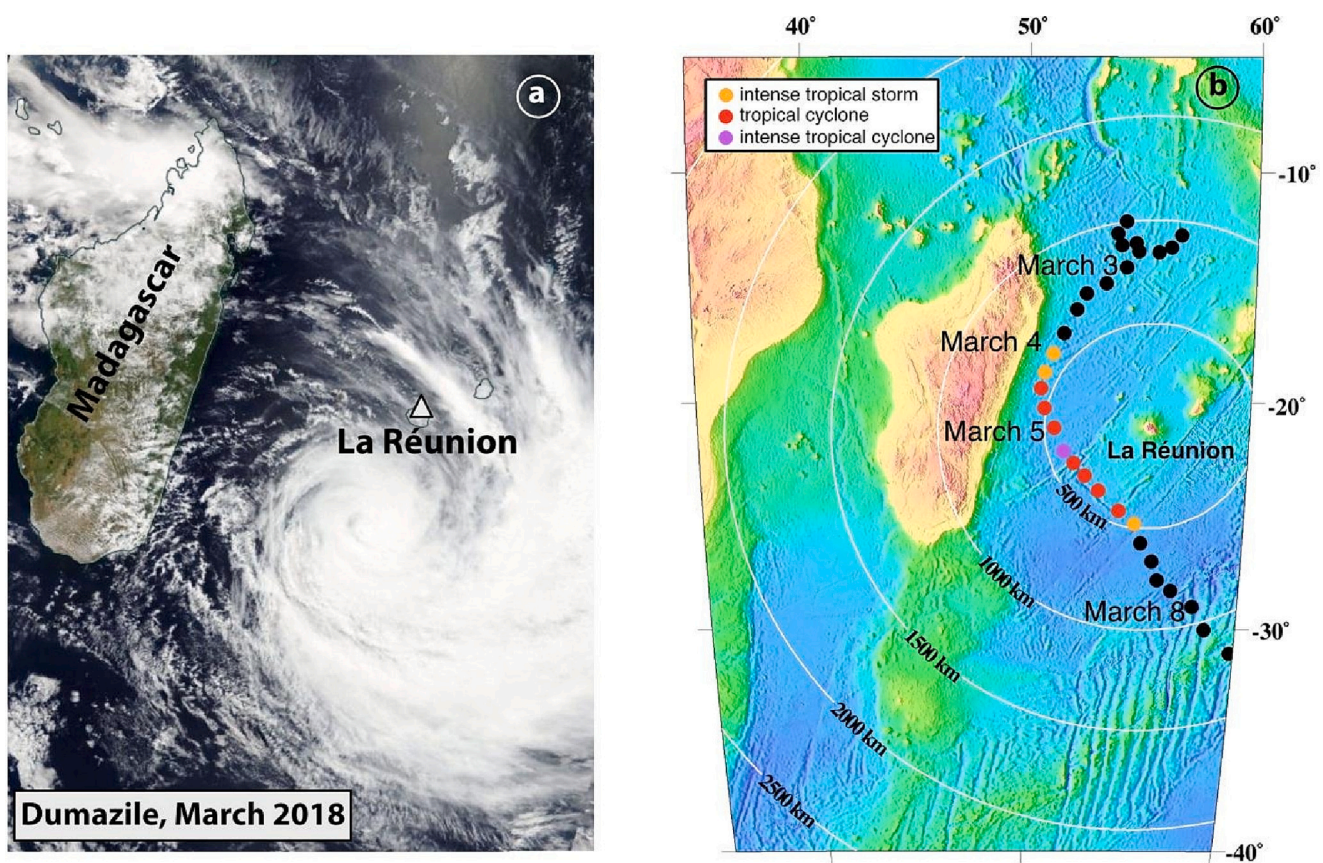 a
Madagascar
La Réunion
Dumazile, March 2018
40°
50°
60°
b
intense tropical storm
tropical cyclone
intense tropical cyclone
-10°
March 3
March 4
-20°
March 5
La Réunion
500 km
1000 km
March 8
-30°
1500 km
2000 km
2500 km
-40°